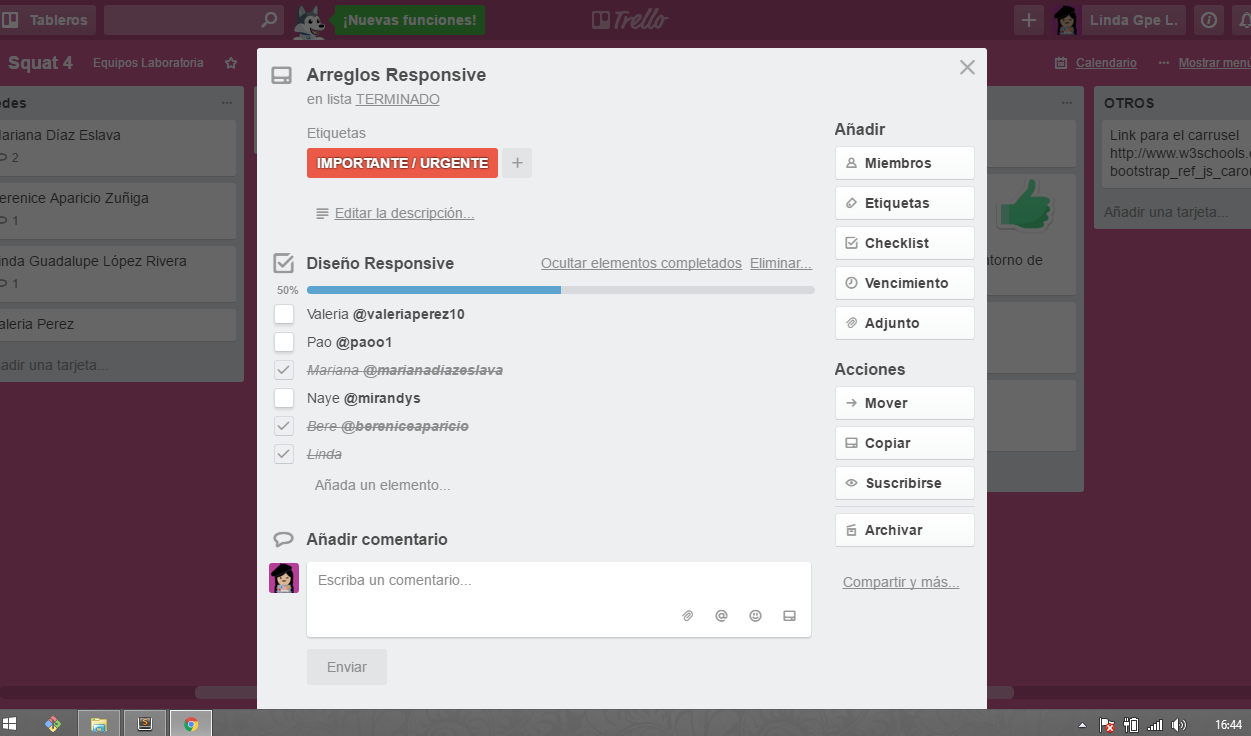 Tableros
¡Nuevas funciones!
Trello
Linda Gpe L.
Squat 4
Equipos Laboratoria
Calendario
Mostrar menú
edes
ariana Díaz Eslava
2
erenice Aparicio Zuñiga
1
nda Guadalupe López Rivera
1
aleria Perez
adir una tarjeta...
Arreglos Responsive
en lista TERMINADO
Etiquetas
IMPORTANTE / URGENTE
Editar la descripción...
Diseño Responsive
Ocultar elementos completados
Eliminar...
50%
Valeria @valeriaperez10
Pao @paoo1
Mariana @marianadiazeslava
Naye @mirandys
Bere @bereniceaparicio
Linda
Añada un elemento...
Añadir comentario
Escriba un comentario...
Enviar
Añadir
Miembros
Etiquetas
Checklist
Vencimiento
Adjunto
Acciones
Mover
Copiar
Suscribirse
Archivar
Compartir y más...
atorno de
OTROS
Link para el carrusel
http://www.w3schools.c
bootstrap_ref_js_carou
Añadir una tarjeta...
16:44